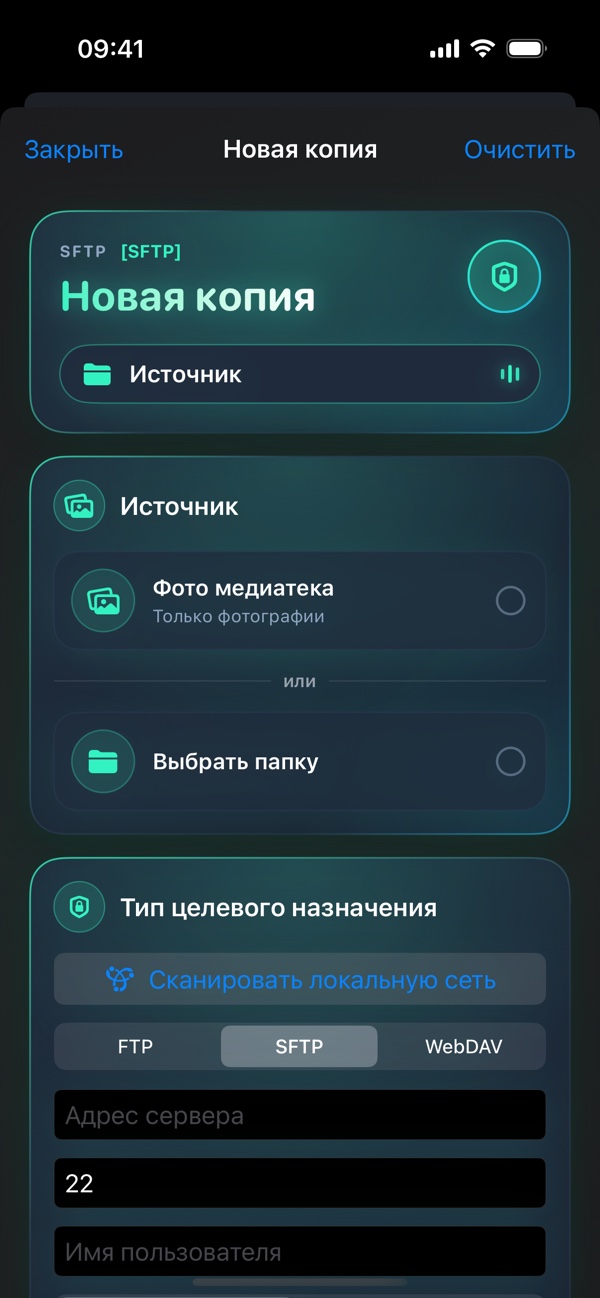 09:41
Закрыть Новая копия Очистить
SFTP [SFTP]
Новая копия
Источник
Источник
Фото медиатека
Только фотографии
или
Выбрать папку
Тип целевого назначения
Сканировать локальную сеть
FTP SFTP WebDAV
Адрес сервера
22
Имя пользователя